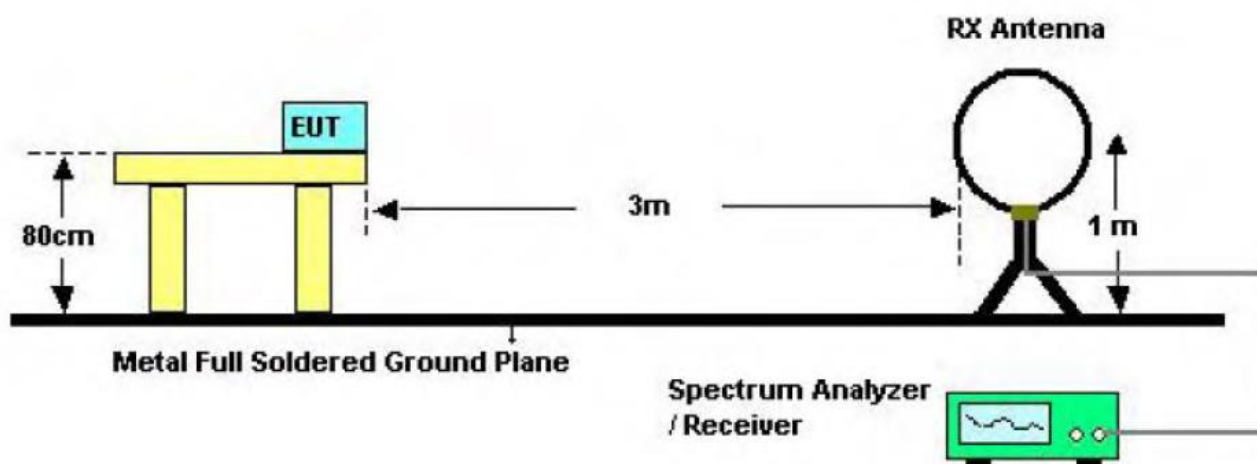 RX Antenna
EUT
3m
80cm
1 m
Metal Full Soldered Ground Plane
Spectrum Analyzer
/ Receiver